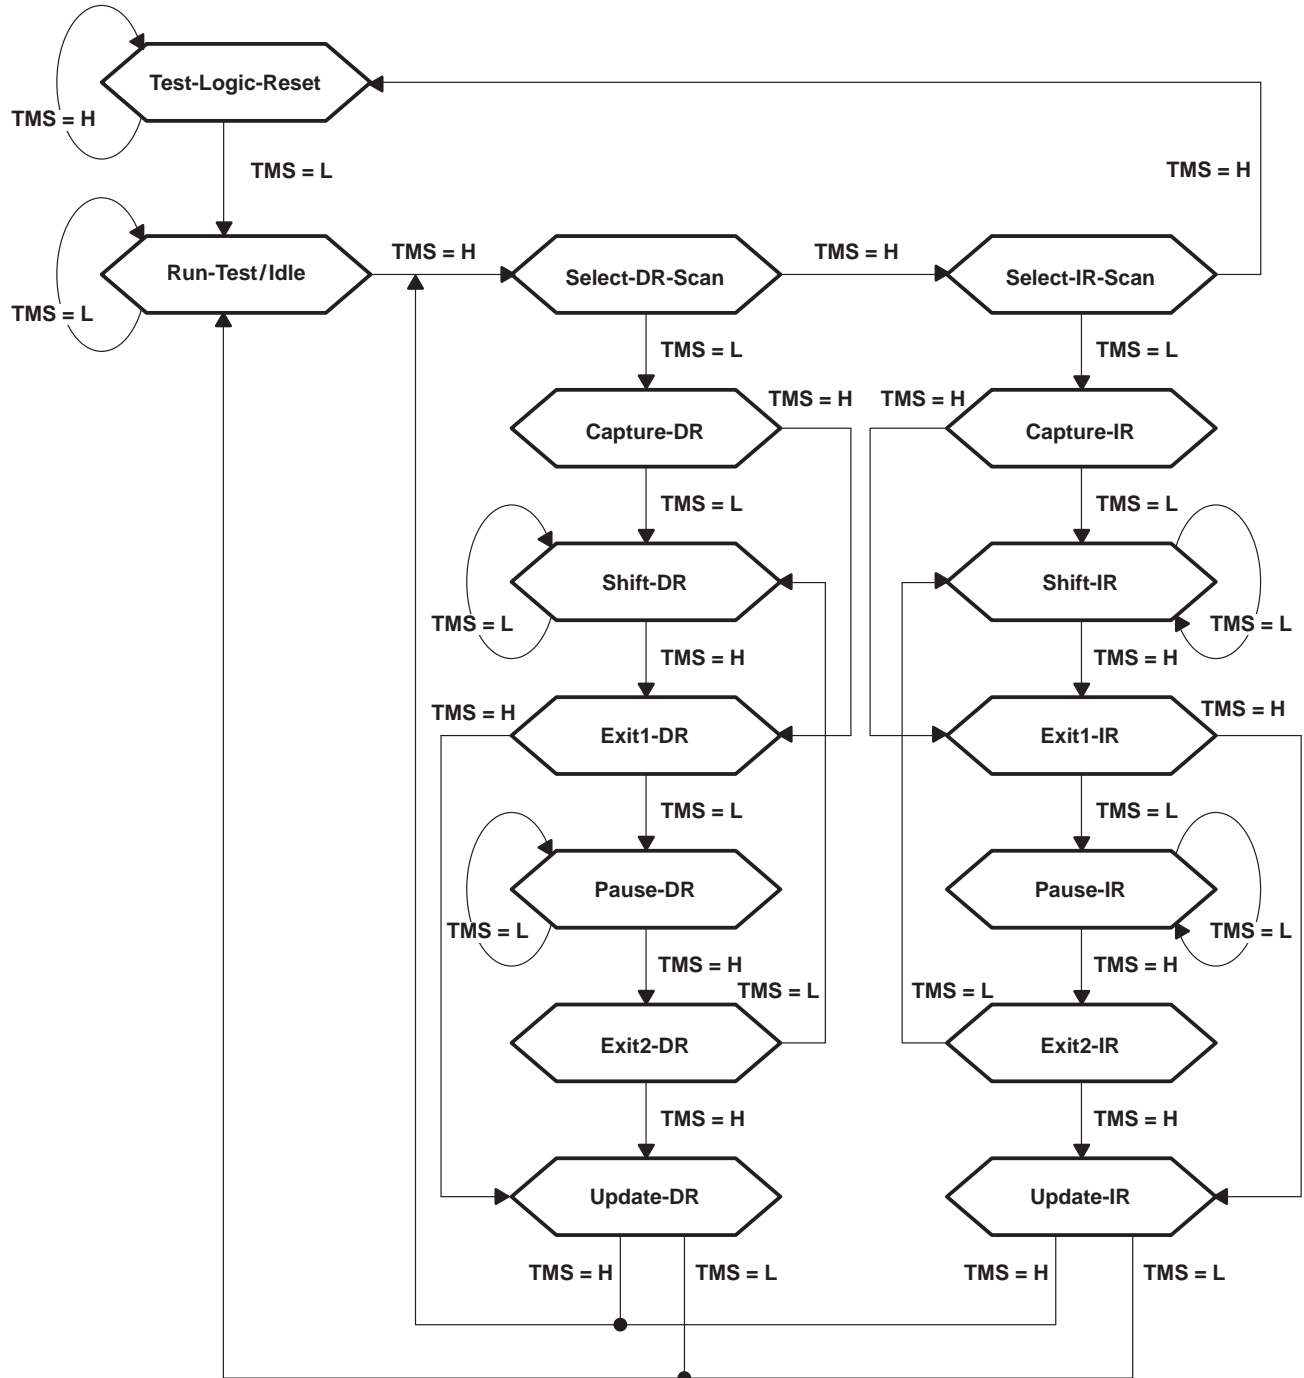 Test-Logic-Reset
TMS = H
TMS = L
TMS = H
Run-Test/Idle
TMS = L
TMS = H
Select-DR-Scan
TMS = H
Select-IR-Scan
TMS = L
TMS = L
TMS = H
TMS = H
Capture-DR
Capture-IR
TMS = L
TMS = L
Shift-DR
Shift-IR
TMS = L
TMS = L
TMS = H
TMS = H
TMS = H
Exit1-DR
Exit1-IR
TMS = H
TMS = L
TMS = L
Pause-DR
Pause-IR
TMS = L
TMS = L
TMS = H
TMS = H
TMS = L
TMS = L
Exit2-DR
Exit2-IR
TMS = H
TMS = H
Update-DR
Update-IR
TMS = H
TMS = L
TMS = H
TMS = L